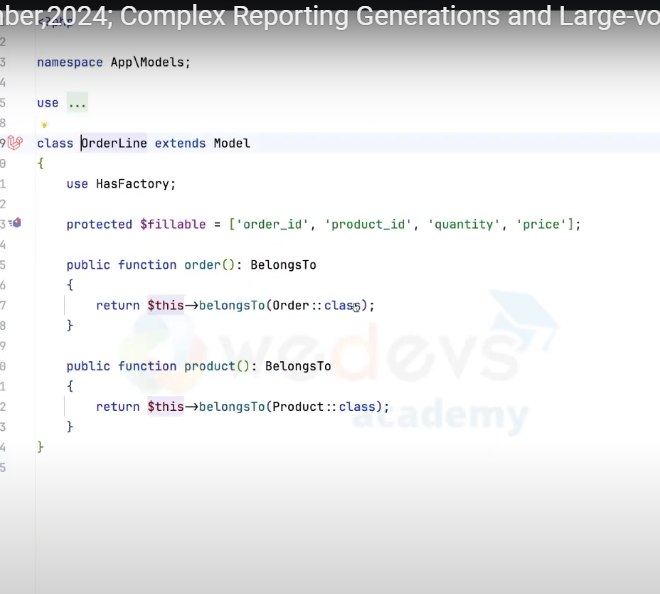 ber 2024; Complex Reporting Generations and Large-vo
<?php
2
3 namespace App\Models;
4
5 use ...
8
9 class OrderLine extends Model
0 {
1 use HasFactory;
2
3 protected $fillable = ['order_id', 'product_id', 'quantity', 'price'];
4
5 public function order(): BelongsTo
6 {
7 return $this→belongsTo(Order::class);
8 }
9
0 public function product(): BelongsTo
1 {
2 return $this→belongsTo(Product::class);
3 }
4 }
5
wedevs
academy